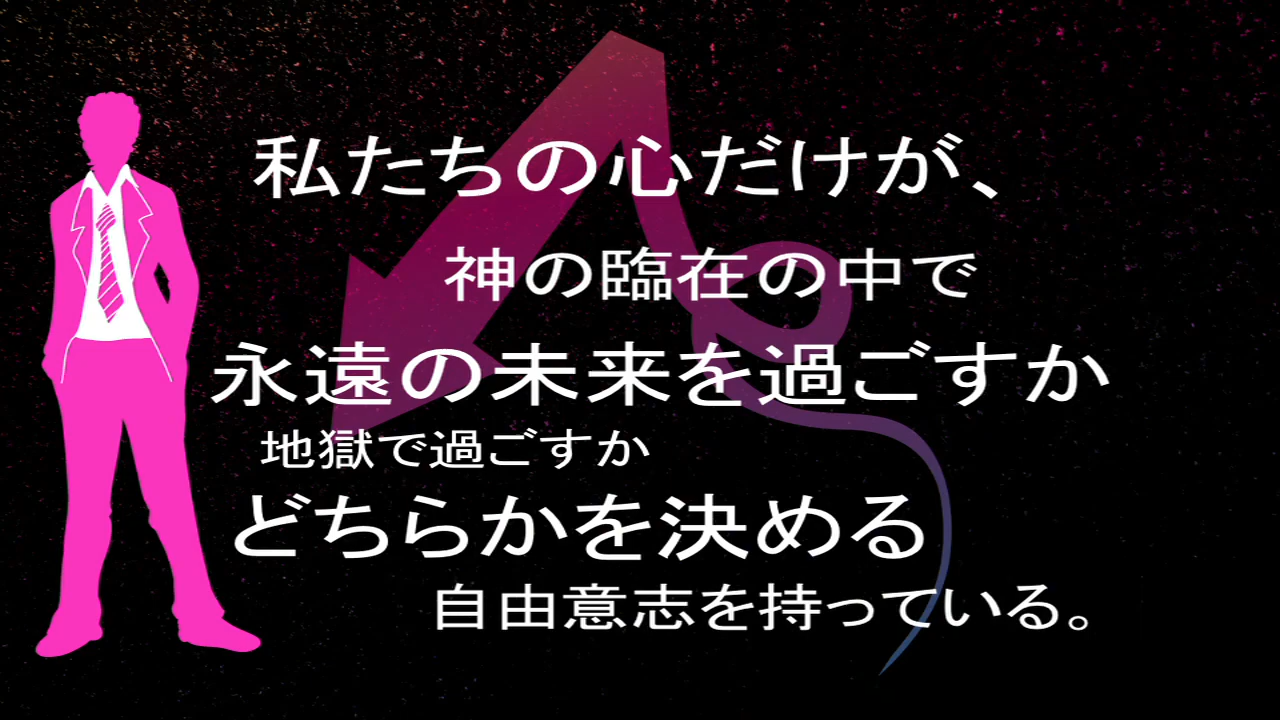 私たちの心だけが、
神の臨在の中で
永遠の未来を過ごすか
地獄で過ごすか
どちらかを決める
自由意志を持っている。